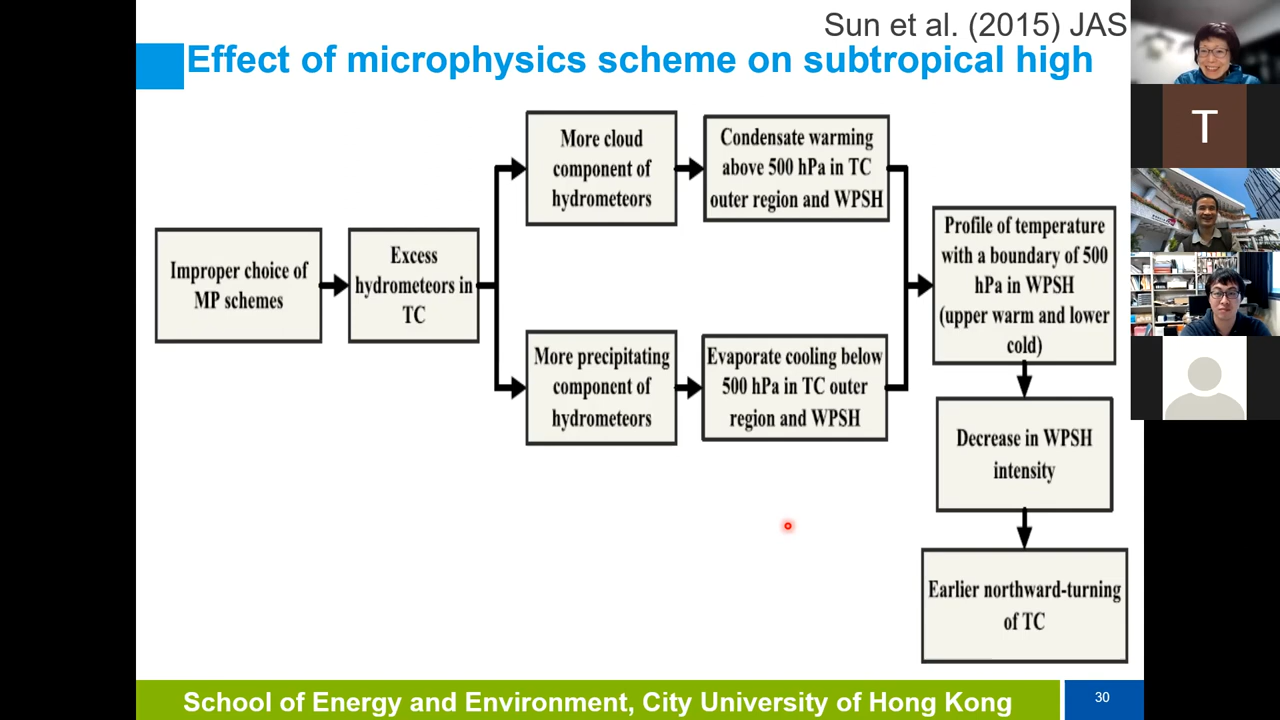 Sun et al. (2015) JAS
Effect of microphysics scheme on subtropical high
Improper choice of
MP schemes
Excess
hydrometeors in
TC
More cloud
component of
hydrometeors
Condensate warming
above 500 hPa in TC
outer region and WPSH
More precipitating
component of
hydrometeors
Evaporate cooling below
500 hPa in TC outer
region and WPSH
Profile of temperature
with a boundary of 500
hPa in WPSH
(upper warm and lower
cold)
Decrease in WPSH
intensity
Earlier northward-turning
of TC
T
School of Energy and Environment, City University of Hong Kong
30